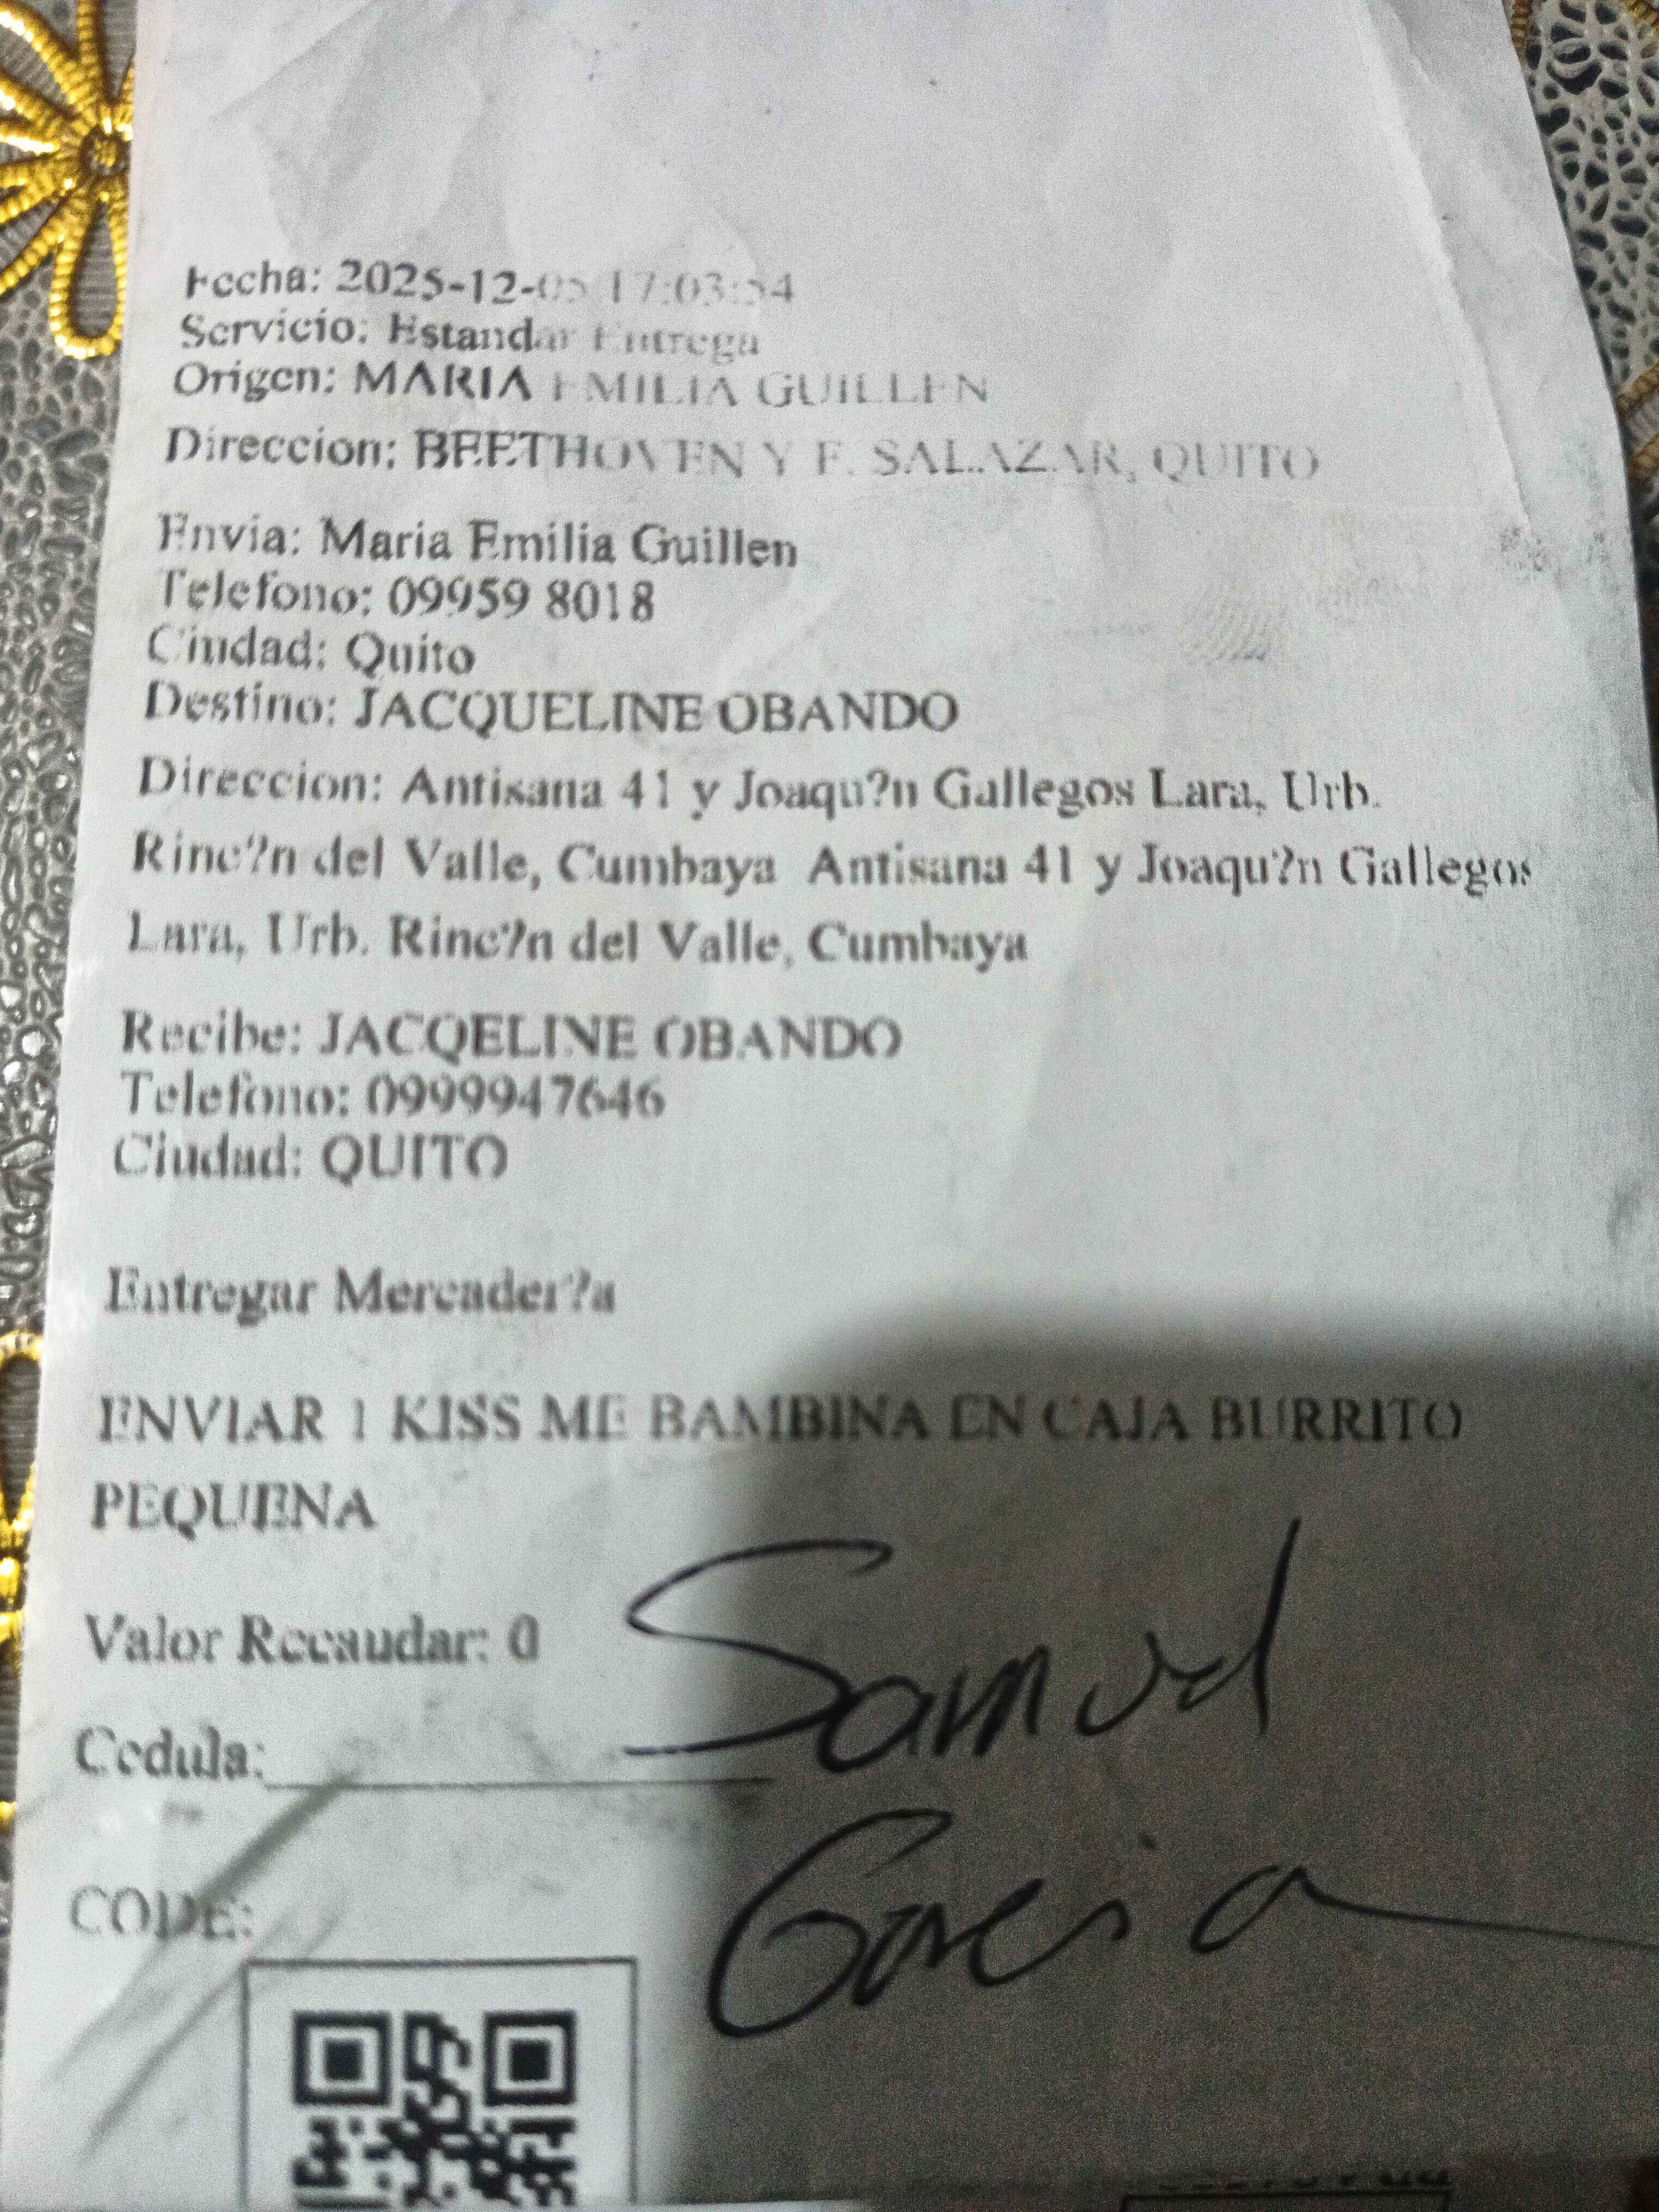 Fecha: 2025-12-05 17:03:54
Servicio: Estandar Entrega
Origen: MARIA EMILIA GUILLEN
Direccion: BEETHOVEN Y F. SALAZAR, QUITO
Envia: Maria Emilia Guillen
Telefono: 09959 8018
Ciudad: Quito
Destino: JACQUELINE OBANDO
Direccion: Antisana 41 y Joaqu?n Gallegos Lara, Urb.
Rinc?n del Valle, Cumbaya Antisana 41 y Joaqu?n Gallegos
Lara, Urb. Rinc?n del Valle, Cumbaya
Recibe: JACQELINE OBANDO
Telefono: 0999947646
Ciudad: QUITO
Entregar Mercader?a
ENVIAR 1 KISS ME BAMBINA EN CAJA BURRITO
PEQUENA
Valor Recaudar: 0
Samuel
Cedula:
Garcia
CODE: